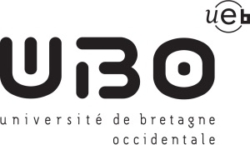 ueb
UBO
université de bretagne
occidentale